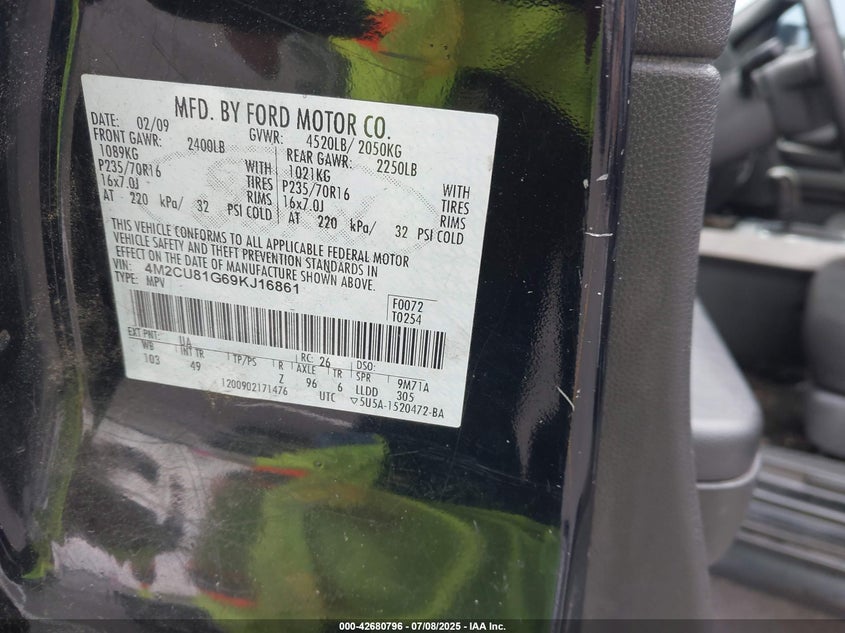 MFD. BY FORD MOTOR CO.
DATE: 02/09 GVWR: 4520LB/ 2050KG
FRONT GAWR: 2400LB REAR GAWR: 2250LB
1089KG WITH 1021KG WITH
P235/70R16 TIRES P235/70R16 TIRES
16x7.0J RIMS 16x7.0J RIMS
AT 220 kPa/ 32 PSI COLD AT 220 kPa/ 32 PSI COLD
THIS VEHICLE CONFORMS TO ALL APPLICABLE FEDERAL MOTOR
VEHICLE SAFETY AND THEFT PREVENTION STANDARDS IN
EFFECT ON THE DATE OF MANUFACTURE SHOWN ABOVE.
VIN: 4M2CU81G69KJ16861
TYPE: MPV
F0072
T0254
EXT PNT: UA RC: 26 DSO:
WB INT TR TP/PS R AXLE TR SPR 9M71A
103 49 Z 96 6 LLDD 305
1200902171476 UTC ▽5U5A-1520472-BA
000-42680796 - 07/08/2025 - IAA Inc.